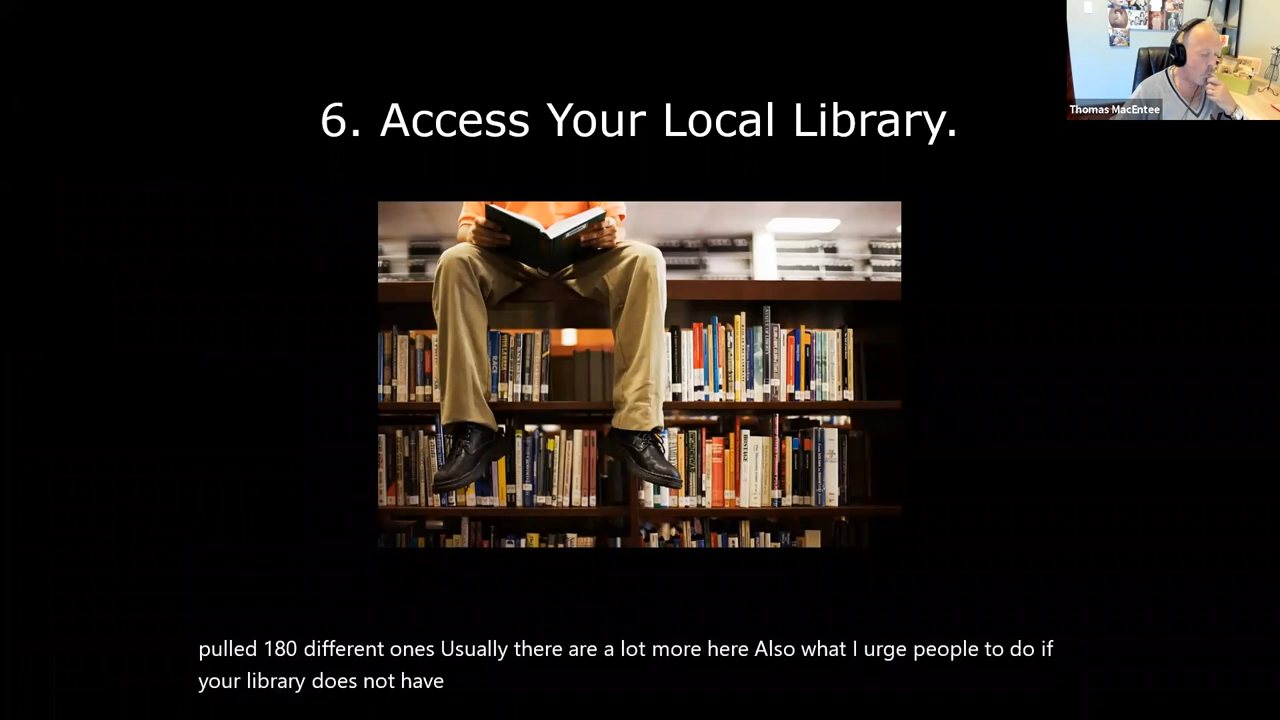 6. Access Your Local Library.
Thomas MacEntee
pulled 180 different ones Usually there are a lot more here Also what I urge people to do if
your library does not have